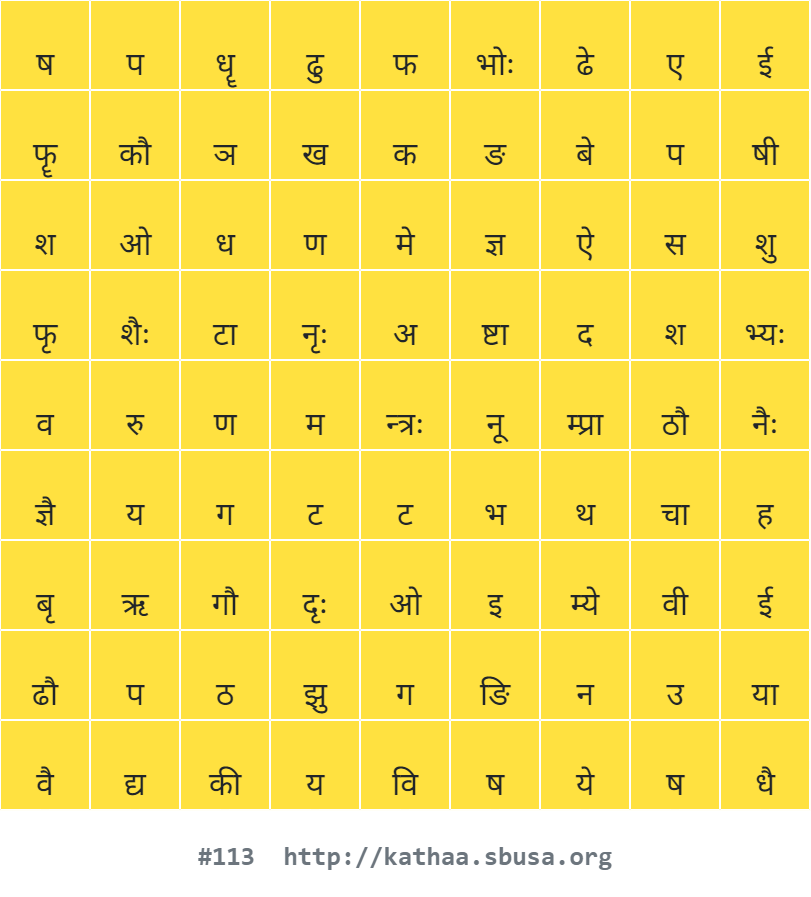 ष प धॄ ढु फ भोः ढे ए ई
फॄ कौ ञ ख क ङ बे प षी
श ओ ध ण मे ज्ञ ऐ स शु
फृ शैः टा नृः अ ष्टा द श भ्यः
व रु ण म न्त्रः नू म्प्रा ठौ नैः
ज्ञै य ग ट ट भ थ चा ह
बृ ऋ गौ दृः ओ इ म्ये वी ई
ढौ प ठ झु ग ङि न उ या
वै द्य की य वि ष ये ष धै
#113 http://kathaa.sbusa.org